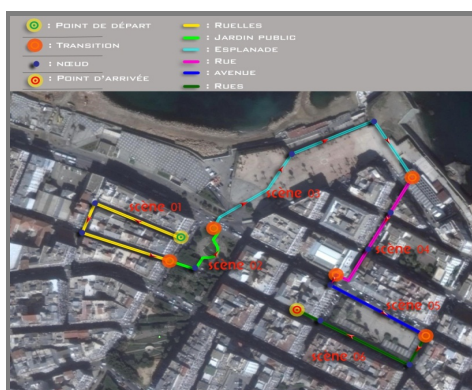 : Point de départ
: Transition
: nœud
: Point d'arrivée
: Ruelles
: Jardin public
: Esplanade
: Rue
: avenue
: Rues
scène 01
scène 02
scène 03
scène 04
scène 05
scène 06